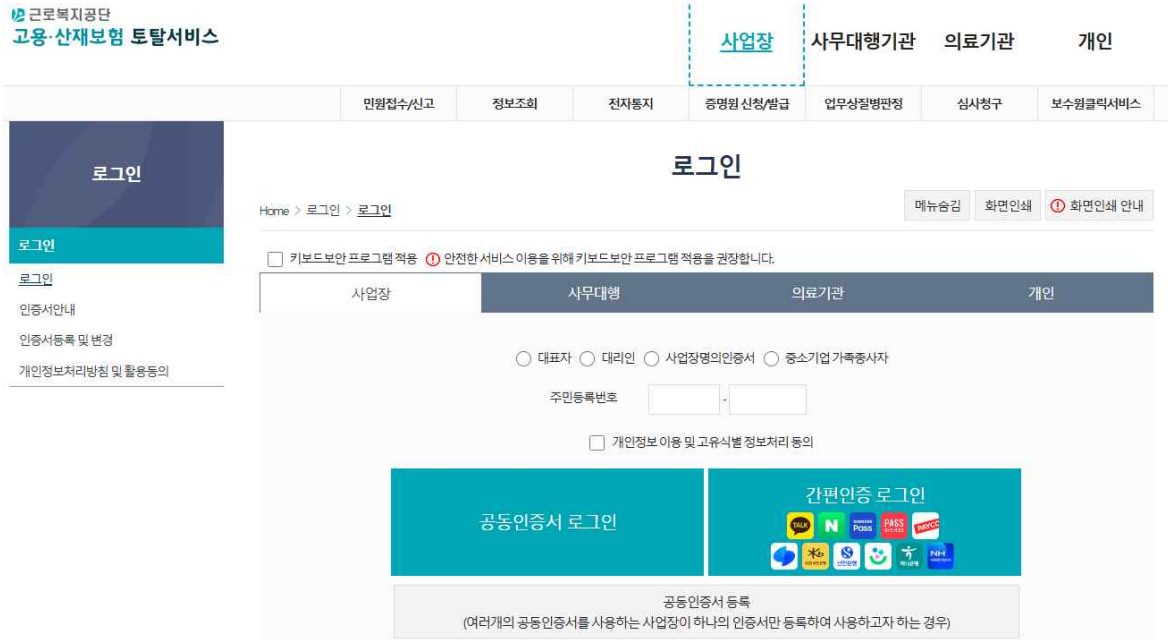 근로복지공단
고용·산재보험 토탈서비스
사업장 사무대행기관 의료기관 개인
민원접수/신고 정보조회 전자통지 증명원 신청/발급 업무상질병판정 심사청구 보수원클릭서비스
로그인
로그인
Home > 로그인 > 로그인
메뉴숨김 화면인쇄 화면인쇄 안내
로그인
로그인
인증서안내
인증서등록 및 변경
개인정보처리방침 및 활용동의
키보드보안 프로그램 적용 안전한 서비스 이용을 위해 키보드보안 프로그램 적용을 권장합니다.
사업장 사무대행 의료기관 개인
대표자 대리인 사업장명의인증서 중소기업 가족종사자
주민등록번호 -
개인정보 이용 및 고유식별 정보처리 동의
공동인증서 로그인
간편인증 로그인
TALK N Pass PASS PAYCO
신한은행 하나은행 NH
공동인증서 등록
(여러개의 공동인증서를 사용하는 사업장이 하나의 인증서만 등록하여 사용하고자 하는 경우)